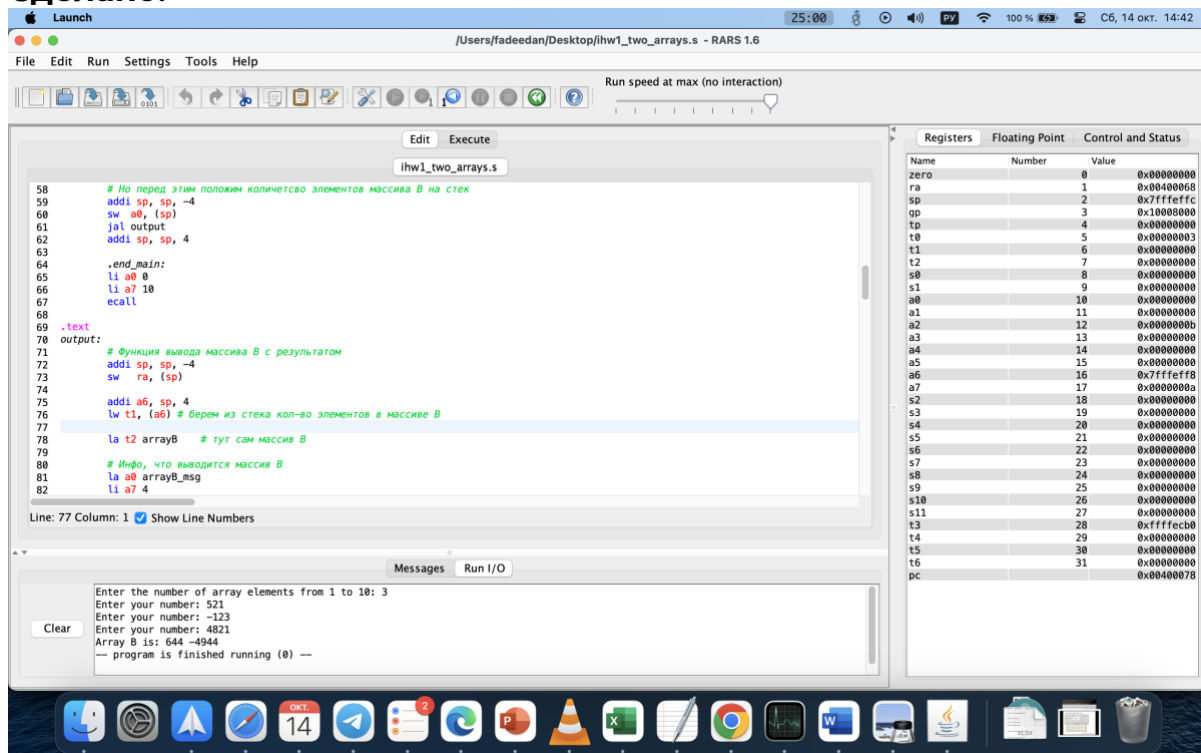 сделано:
Launch 25:00 РУ 100 % Сб, 14 окт. 14:42
/Users/fadeedan/Desktop/ihw1_two_arrays.s - RARS 1.6
File Edit Run Settings Tools Help
Run speed at max (no interaction)
Edit Execute
ihw1_two_arrays.s
58 # Но перед этим положим количетсво элементов массива B на стек
59 addi sp, sp, -4
60 sw a0, (sp)
61 jal output
62 addi sp, sp, 4
63
64 .end_main:
65 li a0 0
66 li a7 10
67 ecall
68
69 .text
70 output:
71 # Функция вывода массива B с результатом
72 addi sp, sp, -4
73 sw ra, (sp)
74
75 addi a6, sp, 4
76 lw t1, (a6) # берем из стека кол-во элементов в массиве B
77
78 la t2 arrayB # тут сам массив B
79
80 # Инфо, что выводится массив B
81 la a0 arrayB_msg
82 li a7 4
Line: 77 Column: 1 Show Line Numbers
Messages Run I/O
Clear
Enter the number of array elements from 1 to 10: 3
Enter your number: 521
Enter your number: -123
Enter your number: 4821
Array B is: 644 -4944
-- program is finished running (0) --
Registers Floating Point Control and Status
Name Number Value
zero 0 0x00000000
ra 1 0x00400068
sp 2 0x7fffeffc
gp 3 0x10008000
tp 4 0x00000000
t0 5 0x00000003
t1 6 0x00000000
t2 7 0x00000000
s0 8 0x00000000
s1 9 0x00000000
a0 10 0x00000000
a1 11 0x00000000
a2 12 0x0000000b
a3 13 0x00000000
a4 14 0x00000000
a5 15 0x00000000
a6 16 0x7fffeff8
a7 17 0x0000000a
s2 18 0x00000000
s3 19 0x00000000
s4 20 0x00000000
s5 21 0x00000000
s6 22 0x00000000
s7 23 0x00000000
s8 24 0x00000000
s9 25 0x00000000
s10 26 0x00000000
s11 27 0x00000000
t3 28 0xffffecb0
t4 29 0x00000000
t5 30 0x00000000
t6 31 0x00000000
pc 0x00400078
ОКТ.
14
2
P
X
W
XLSX